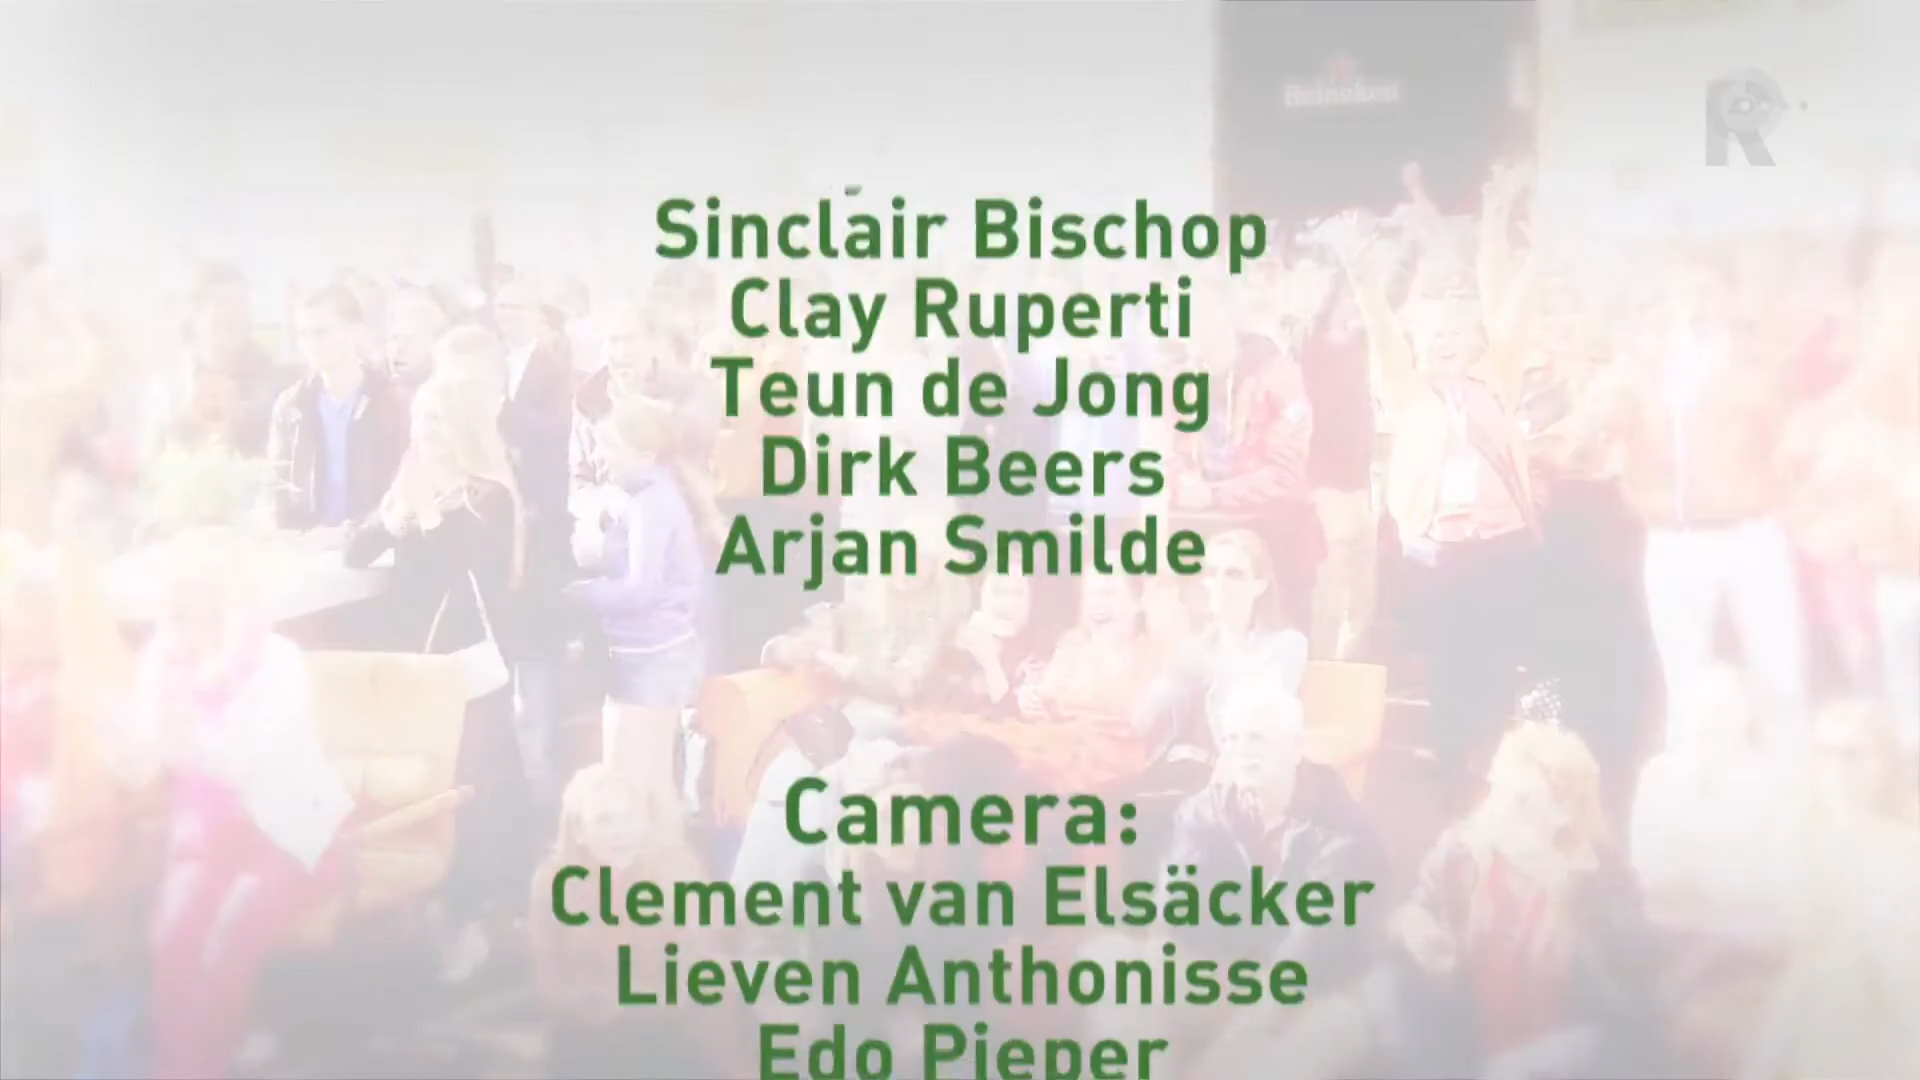 Heineken
R
Sinclair Bischop
Clay Ruperti
Teun de Jong
Dirk Beers
Arjan Smilde
Camera:
Clement van Elsäcker
Lieven Anthonisse
Edo Pieper